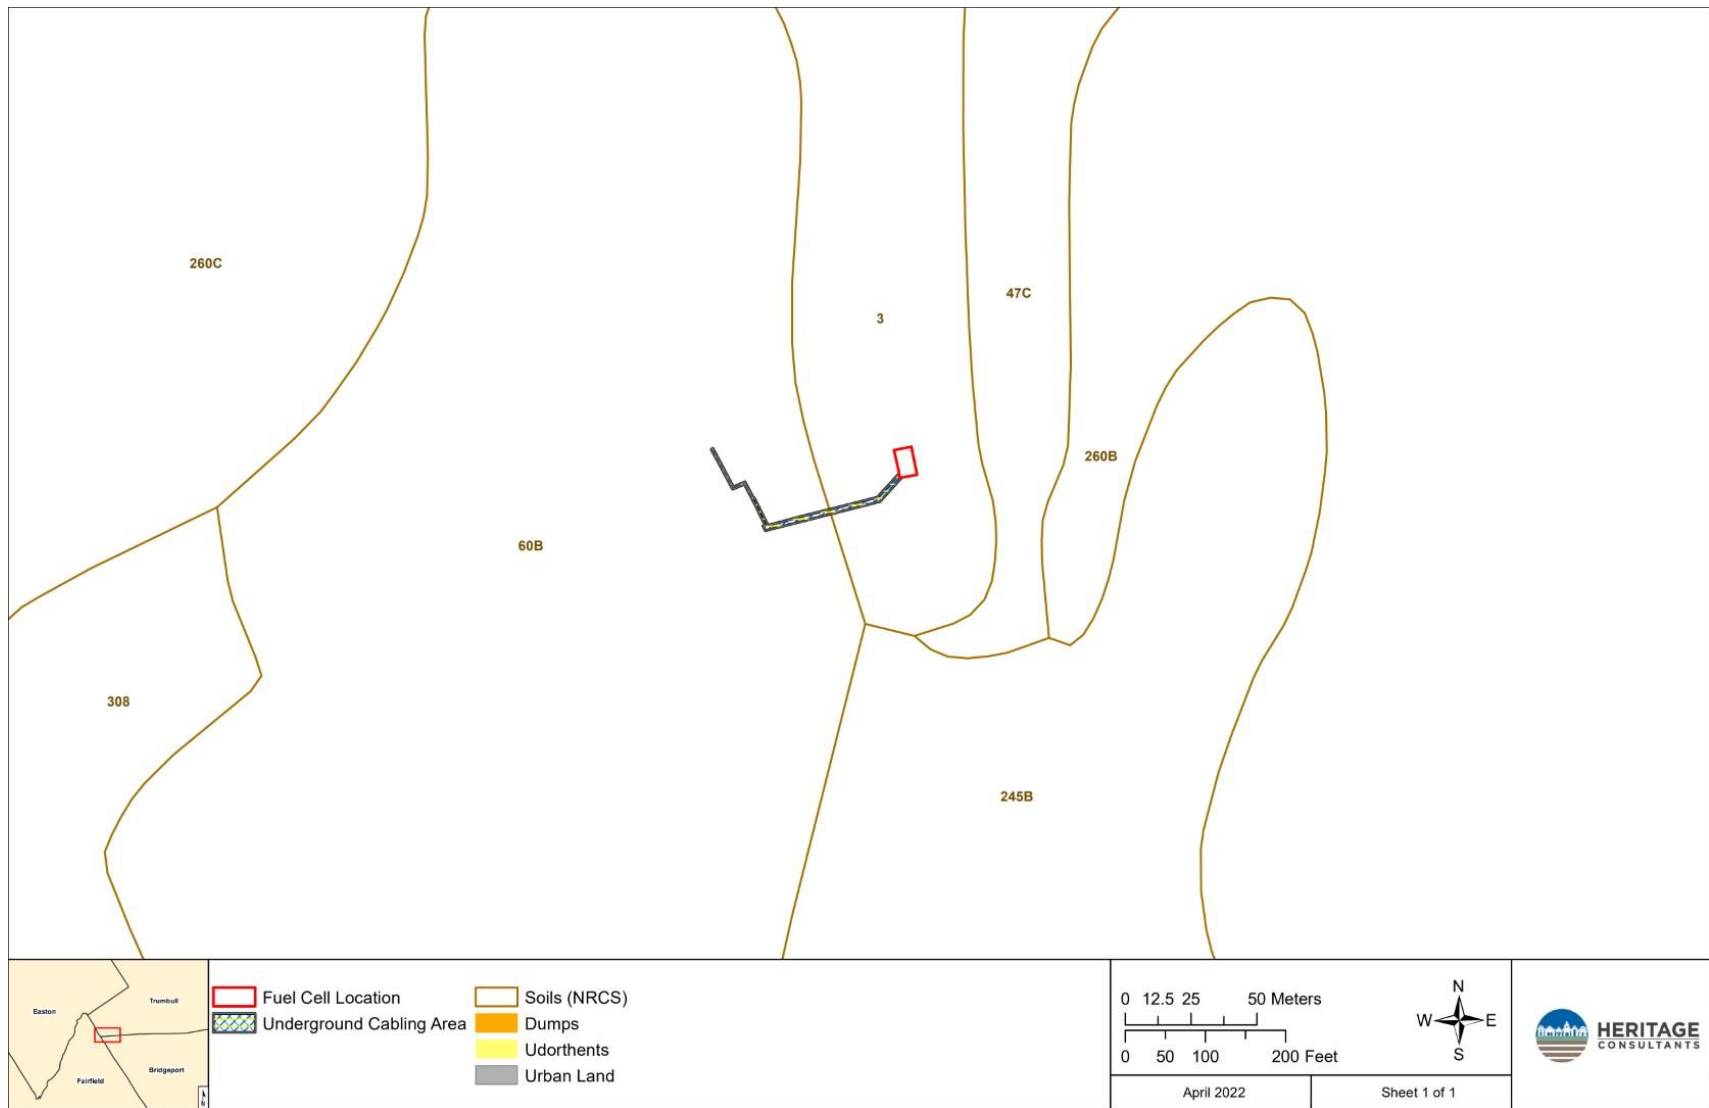 260C
47C
3
260B
60B
308
245B
Easton
Trumbull
Fairfield
Bridgeport
N
Fuel Cell Location
Underground Cabling Area
Soils (NRCS)
Dumps
Udorthents
Urban Land
0 12.5 25 50 Meters
0 50 100 200 Feet
N
W E
S
April 2022
Sheet 1 of 1
HERITAGE
CONSULTANTS